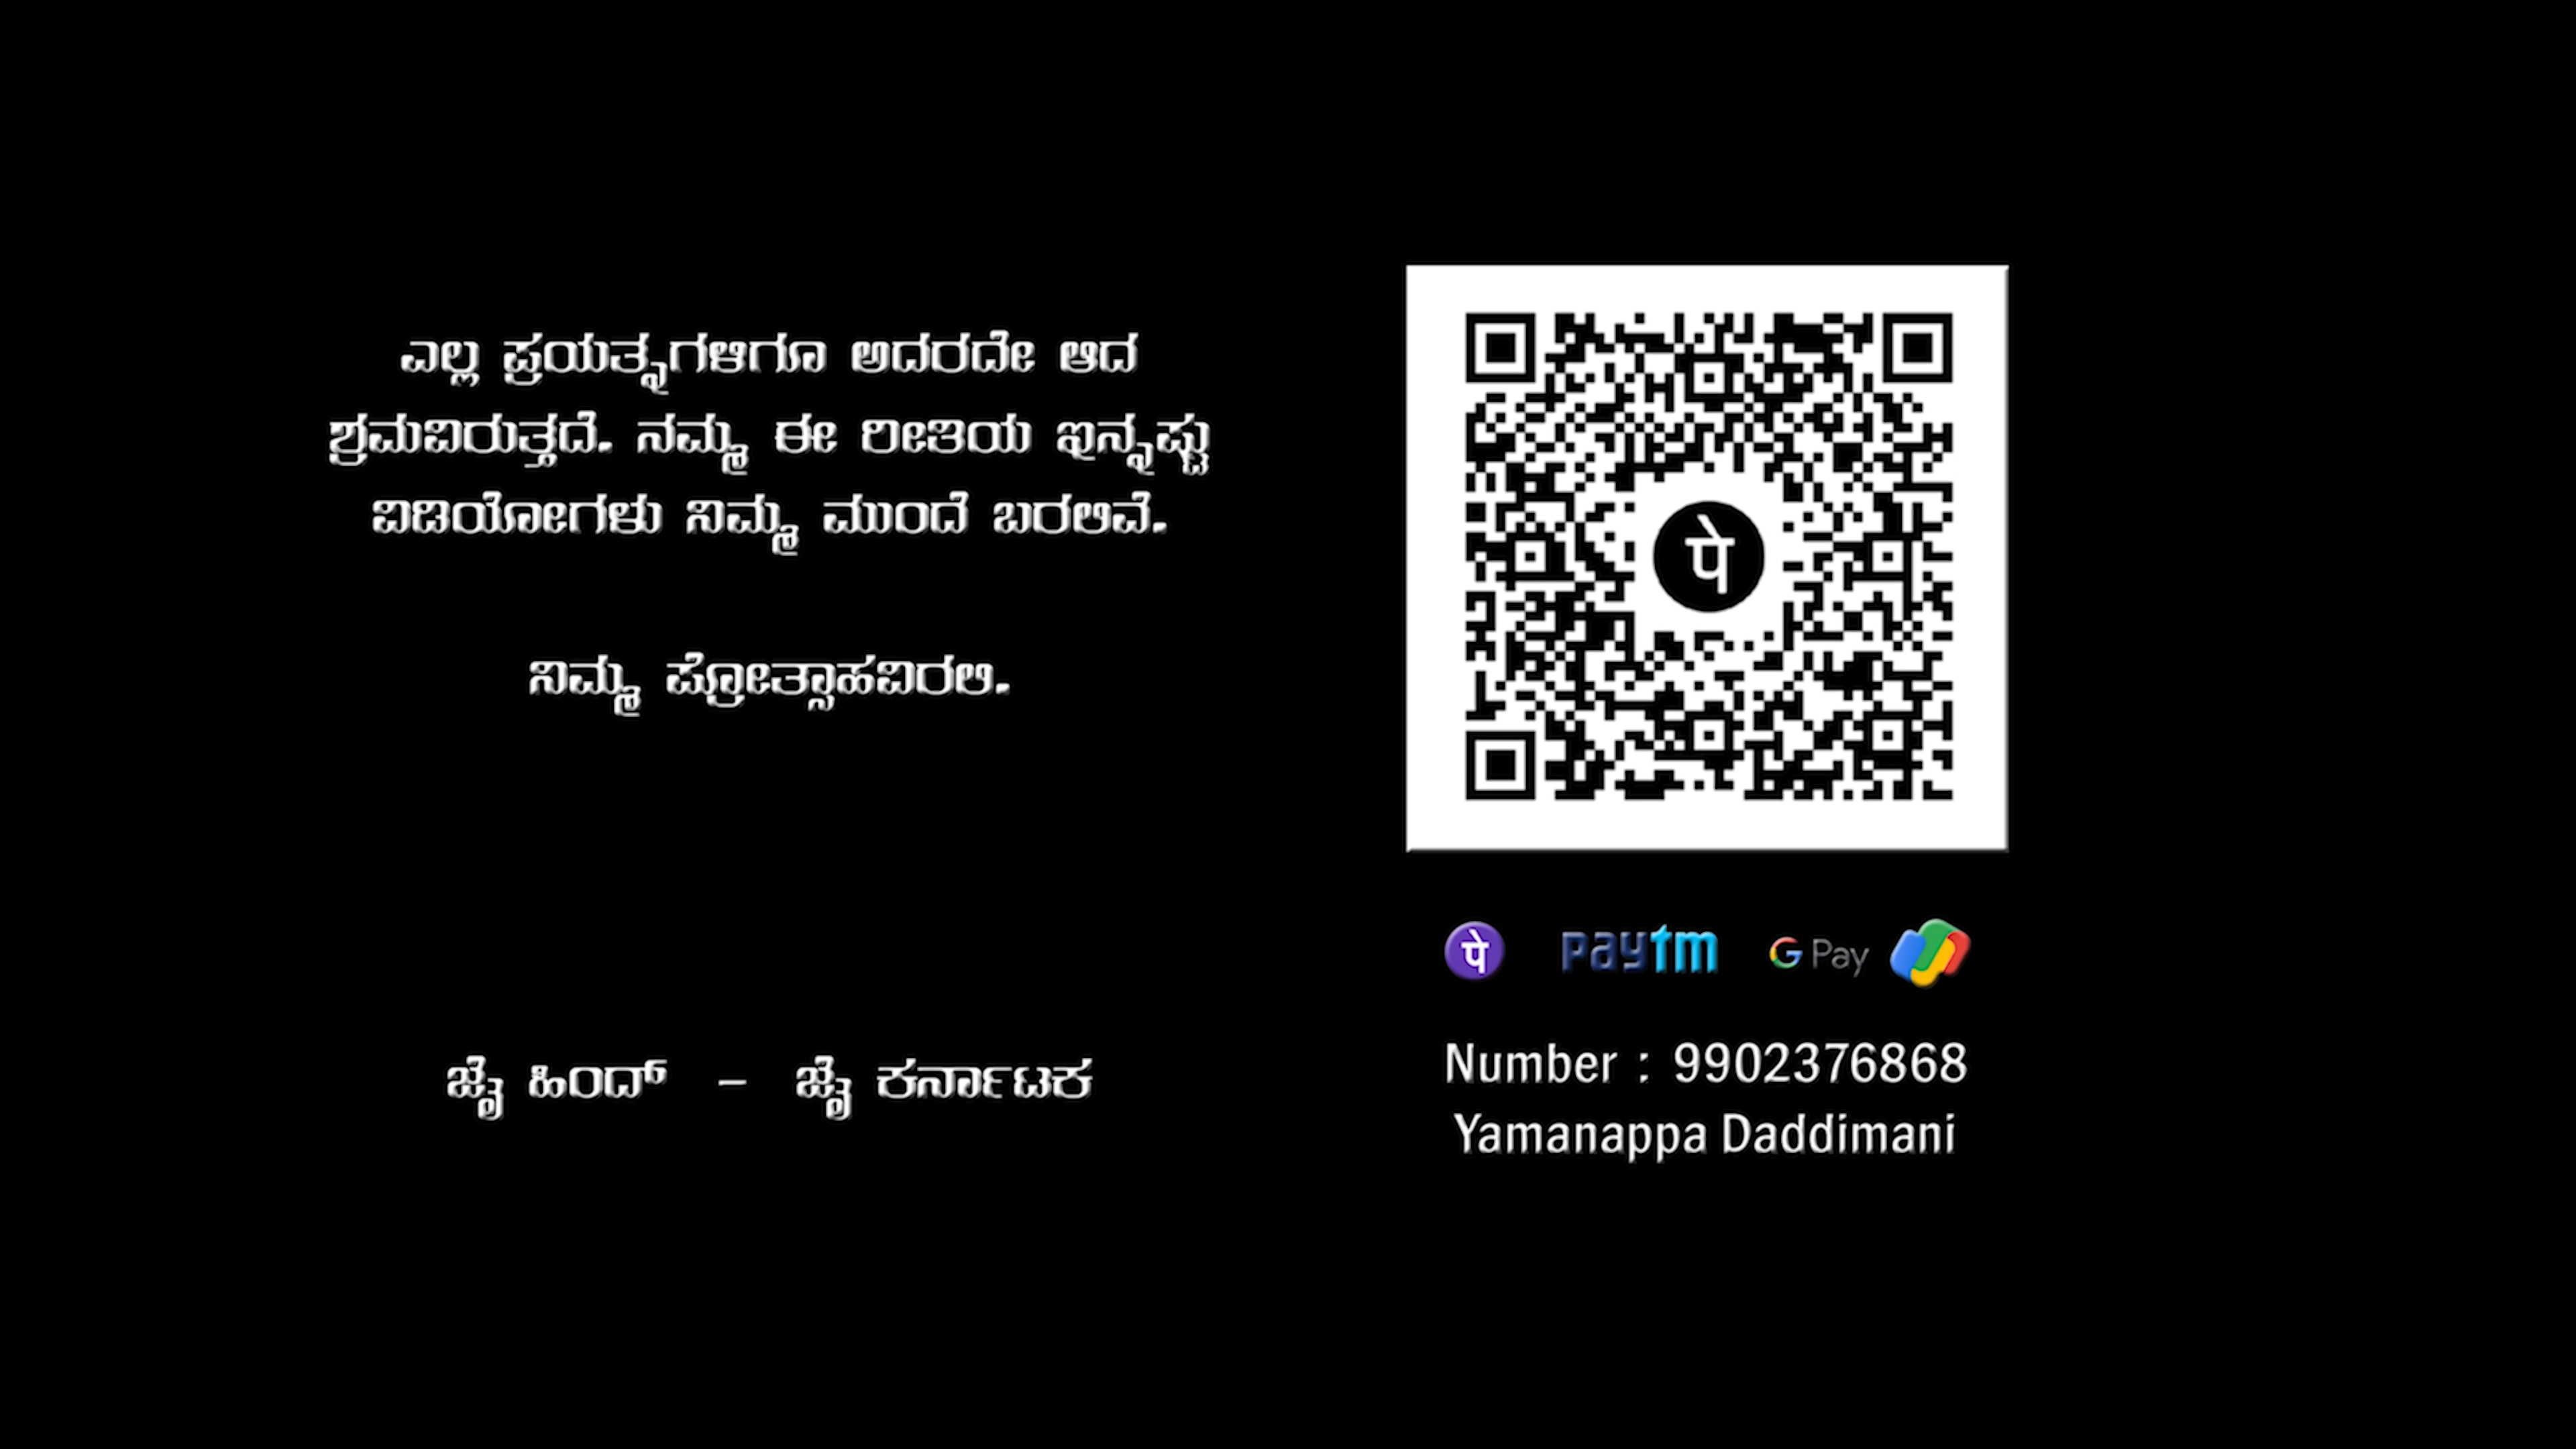 ಎಲ್ಲ ಪ್ರಯತ್ನಗಳಿಗೂ ಅದರದೇ ಆದ
ಶ್ರಮವಿರುತ್ತದೆ. ನಮ್ಮ ಈ ರೀತಿಯ ಇನ್ನಷ್ಟು
ವಿಡಿಯೋಗಳು ನಿಮ್ಮ ಮುಂದೆ ಬರಲಿವೆ.
ನಿಮ್ಮ ಪ್ರೋತ್ಸಾಹವಿರಲಿ.
ಜೈ ಹಿಂದ್ - ಜೈ ಕರ್ನಾಟಕ
पे
पे paytm G Pay
Number : 9902376868
Yamanappa Daddimani